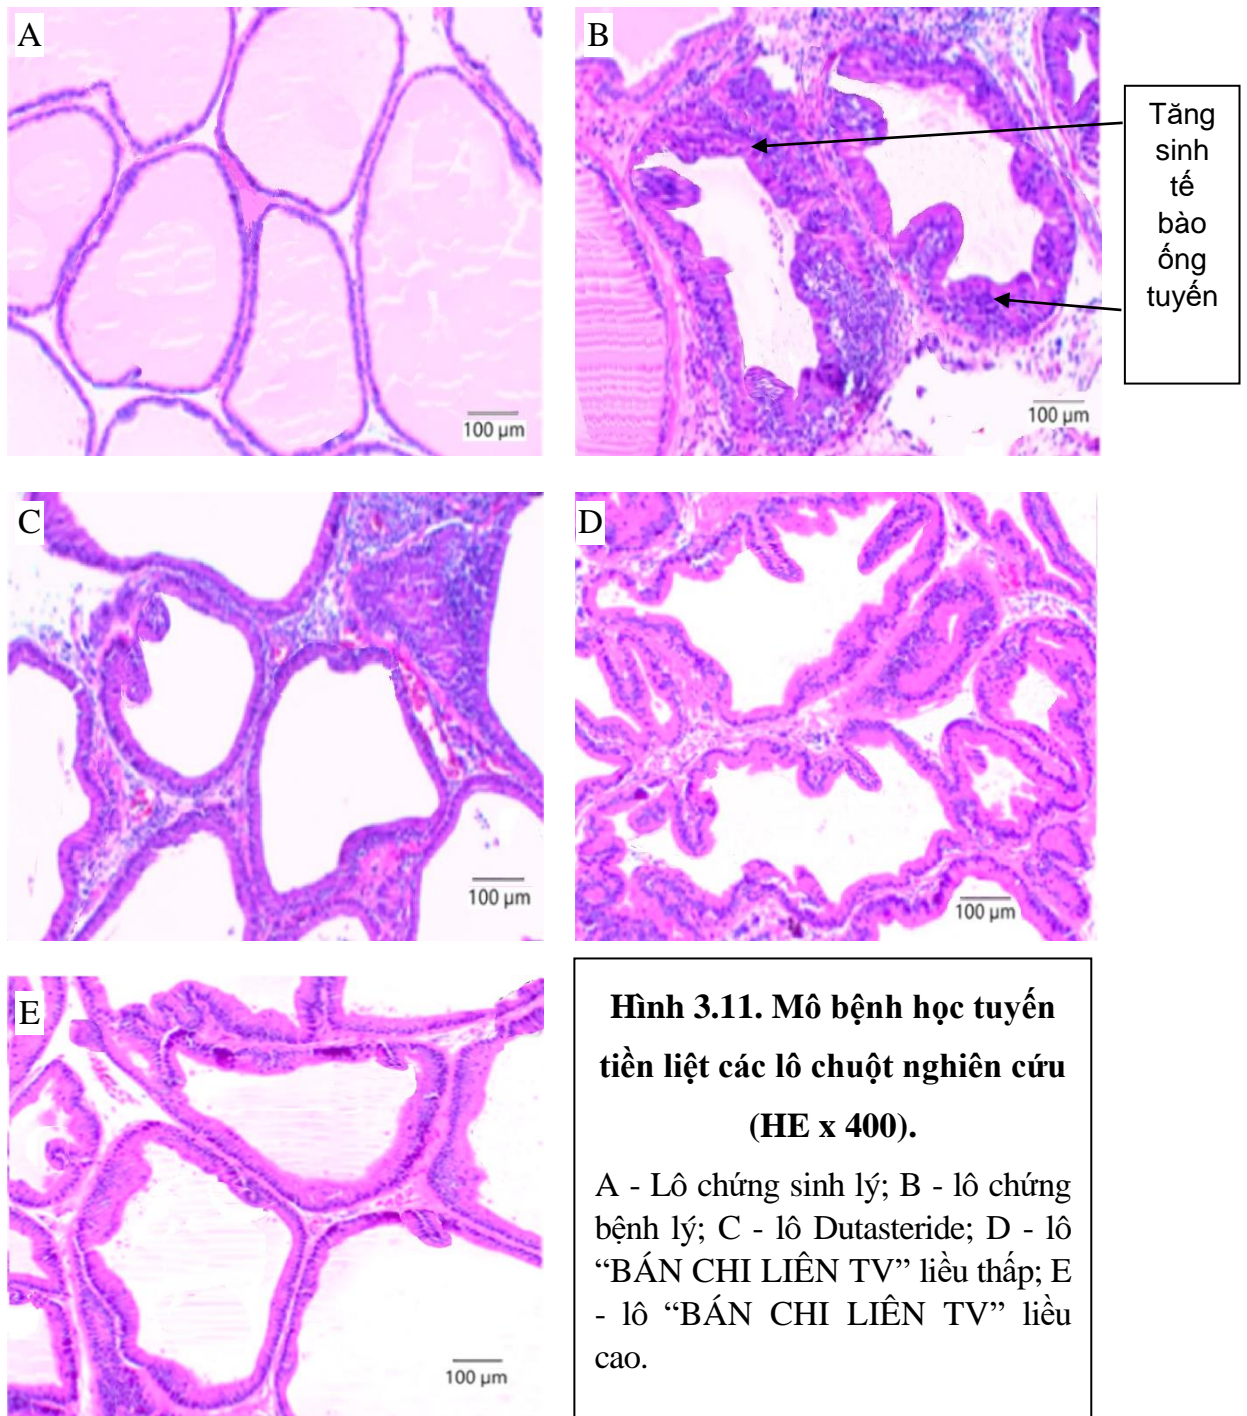 A
100 µm
B
100 µm
Tăng
sinh
tế
bào
ống
tuyến
C
100 µm
D
100 µm
E
100 µm
Hình 3.11. Mô bệnh học tuyến
tiền liệt các lô chuột nghiên cứu
(HE x 400).
A - Lô chứng sinh lý; B - lô chứng
bệnh lý; C - lô Dutasteride; D - lô
“BÁN CHI LIÊN TV” liều thấp; E
- lô “BÁN CHI LIÊN TV” liều
cao.